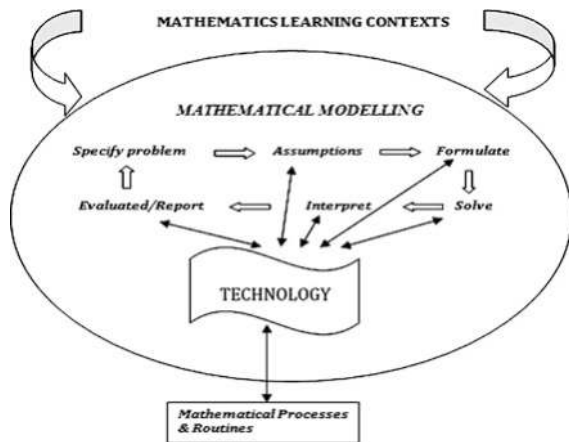 MATHEMATICS LEARNING CONTEXTS
MATHEMATICAL MODELLING
Specify problem Assumptions Formulate
Evaluated/Report Interpret Solve
TECHNOLOGY
Mathematical Processes
& Routines